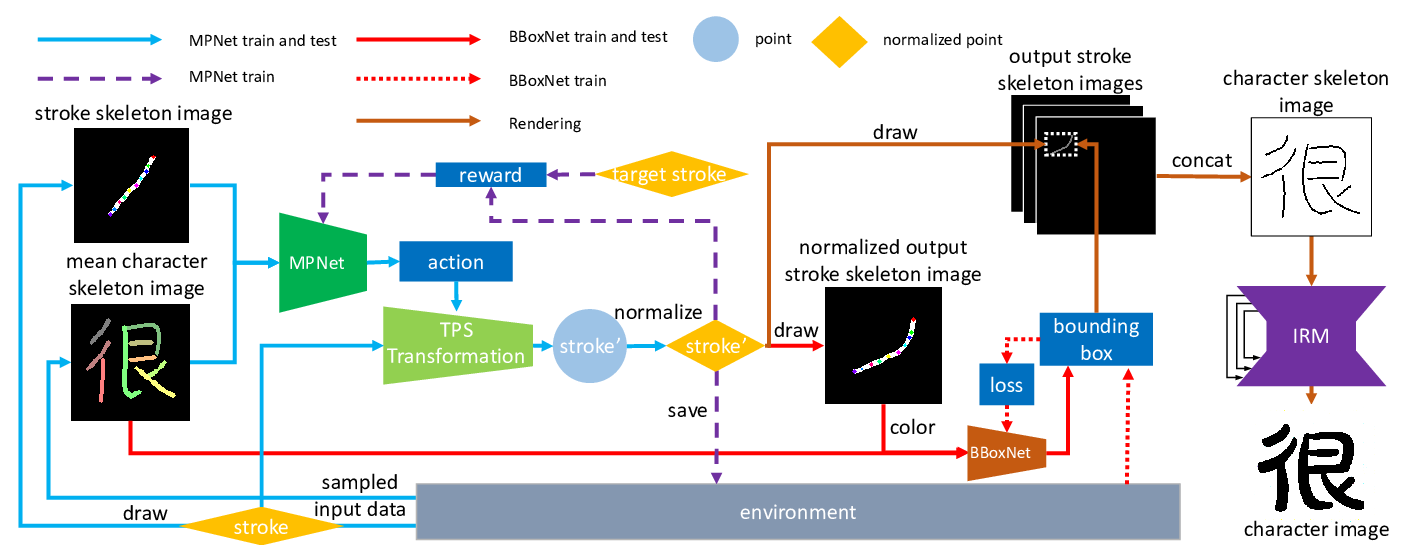 MPNet train and test
BBoxNet train and test
point
normalized point
MPNet train
BBoxNet train
Rendering
output stroke
skeleton images
character skeleton
image
stroke skeleton image
draw
concat
reward
target stroke
很
mean character
skeleton image
MPNet
action
normalized output
stroke skeleton image
很
TPS
Transformation
stroke’
normalize
stroke’
draw
bounding
box
IRM
loss
save
color
BBoxNet
很
sampled
input data
draw
stroke
environment
character image